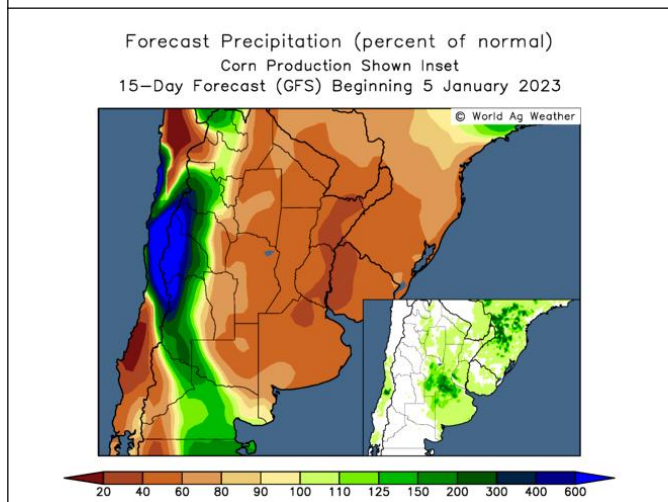 Forecast Precipitation (percent of normal)
Corn Production Shown Inset
15-Day Forecast (GFS) Beginning 5 January 2023
© World Ag Weather
20 40 60 80 90 100 110 125 150 200 300 400 600